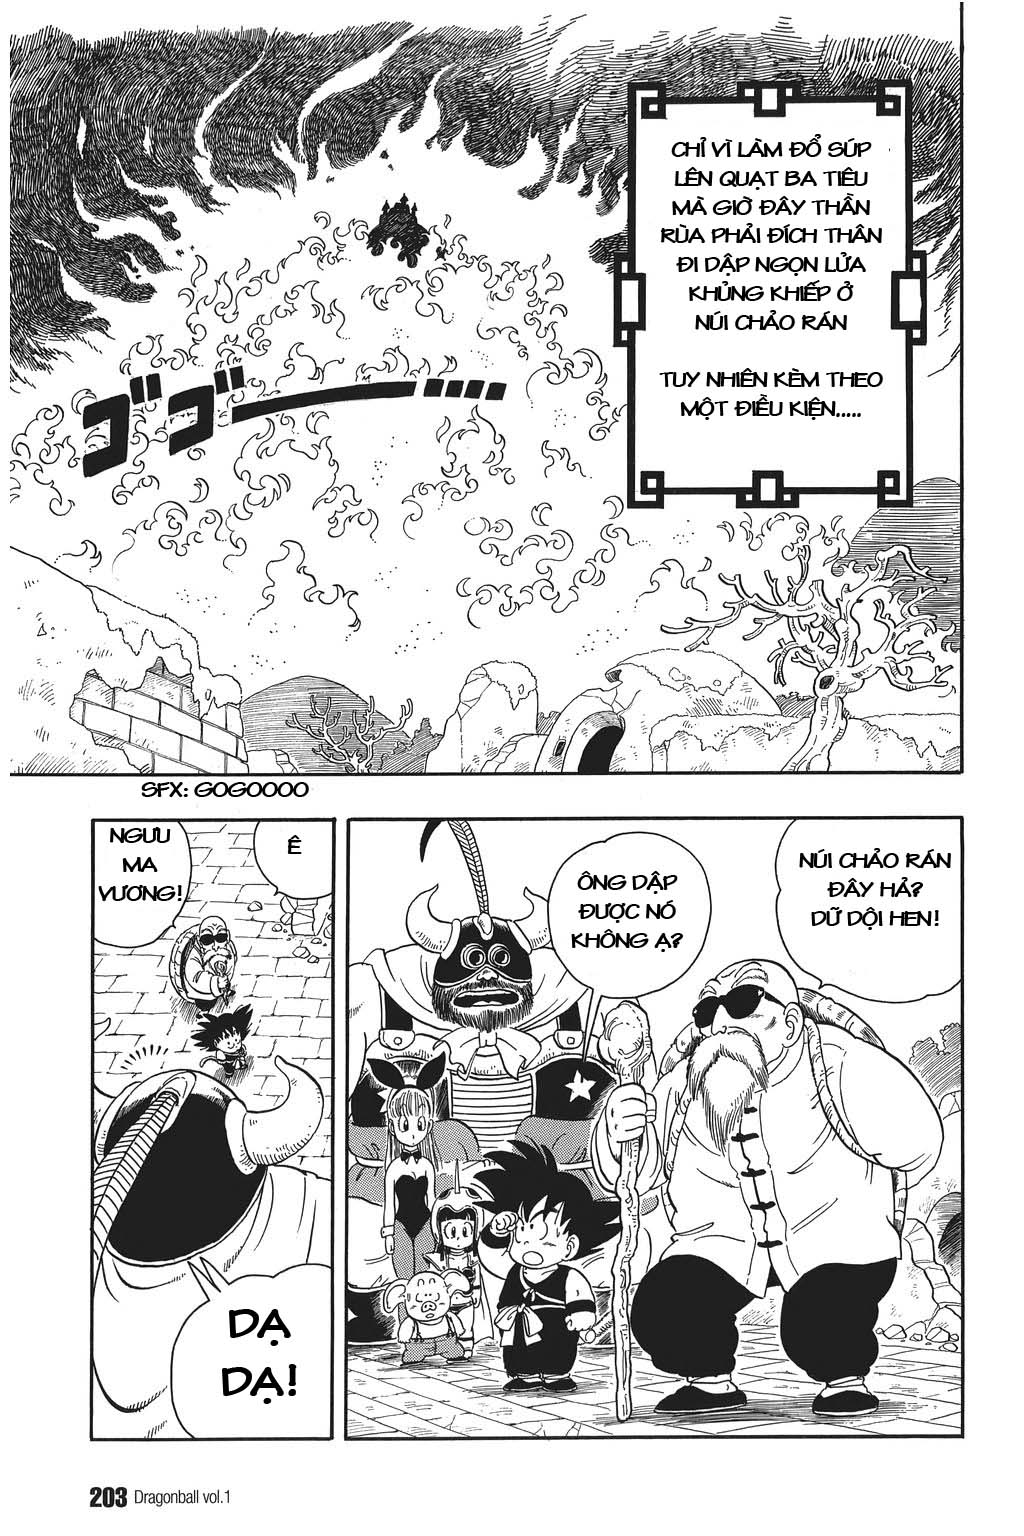 CHỈ VÌ LÀM ĐỔ SÚP
LÊN QUẠT BA TIÊU
MÀ GIỜ ĐÂY THẦN
RÙA PHẢI ĐÍCH THÂN
ĐI DẬP NGỌN LỬA
KHỦNG KHIẾP Ở
NÚI CHẢO RÁN
TUY NHIÊN KÈM THEO
MỘT ĐIỀU KIỆN.....
ゴゴー....
SFX: GOGOOOO
NÚI CHẢO RÁN
ĐÂY HẢ?
DỮ DỘI HEN!
ÔNG DẬP
ĐƯỢC NÓ
KHÔNG Ạ?
Ê
NGƯU
MA
VƯƠNG!
DẠ
DẠ!
203 Dragonball vol.1